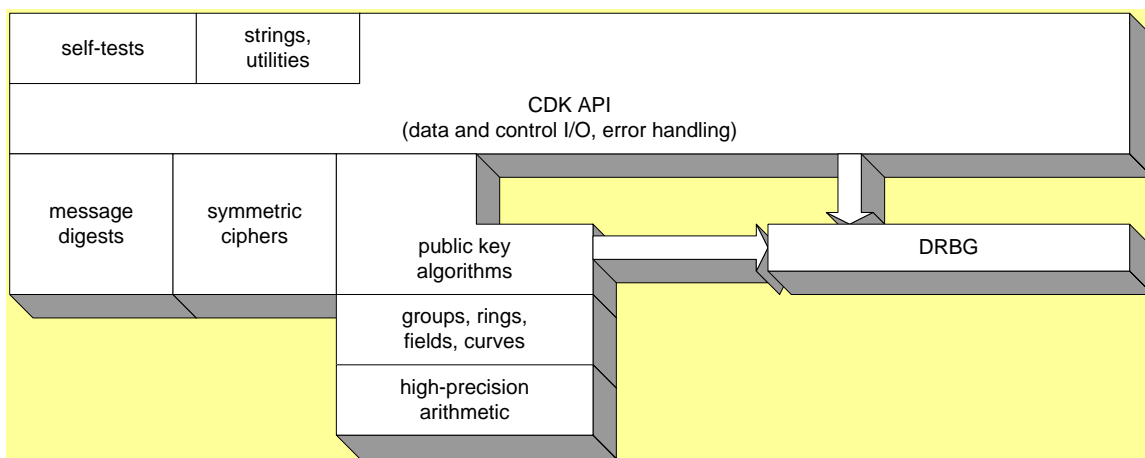 self-tests
strings,
utilities
CDK API
(data and control I/O, error handling)
message
digests
symmetric
ciphers
public key
algorithms
DRBG
groups, rings,
fields, curves
high-precision
arithmetic